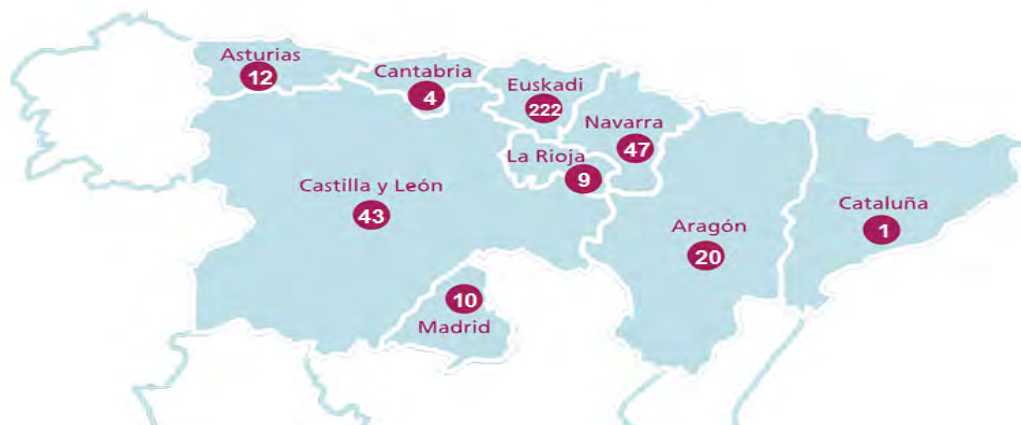 Asturias
12
Cantabria
4
Euskadi
222
Navarra
47
La Rioja
9
Castilla y León
43
Aragón
20
Cataluña
1
10
Madrid